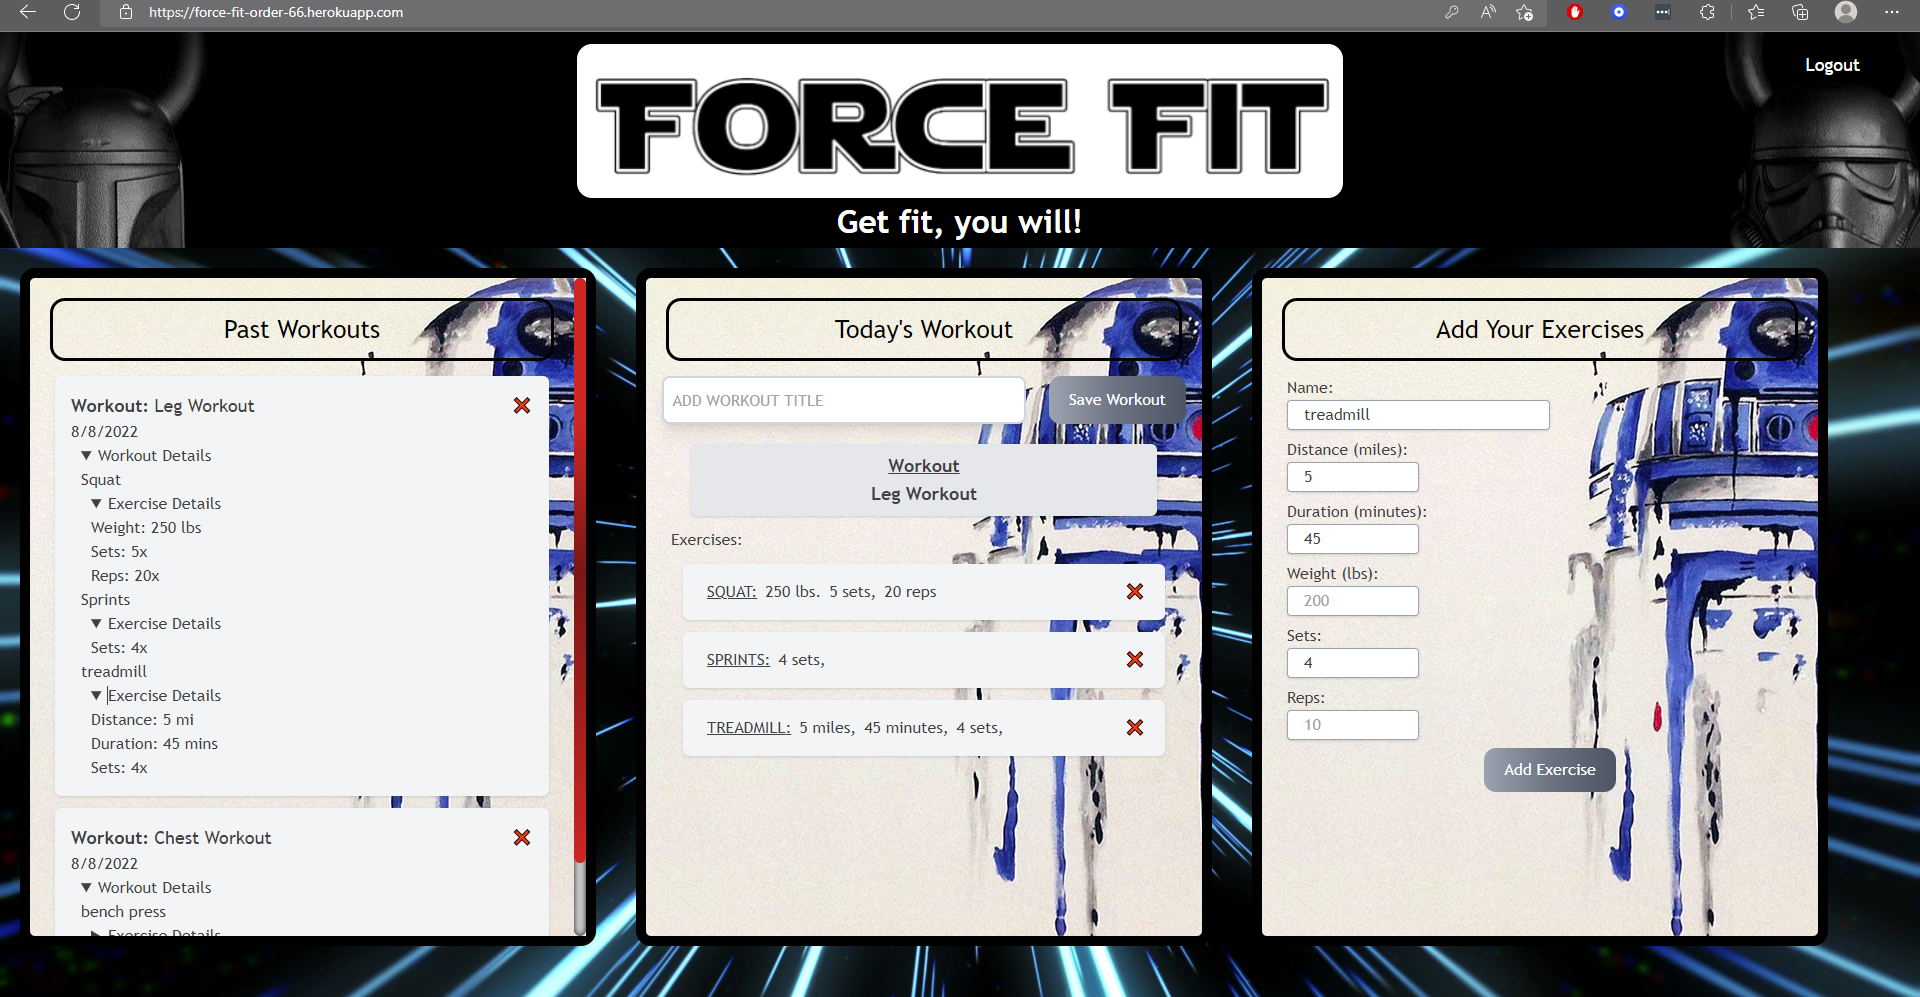 https://force-fit-order-66.herokuapp.com
Logout
FORCE FIT
Get fit, you will!
Past Workouts
Workout: Leg Workout
8/8/2022
▼ Workout Details
Squat
▼ Exercise Details
Weight: 250 lbs
Sets: 5x
Reps: 20x
Sprints
▼ Exercise Details
Sets: 4x
treadmill
▼ Exercise Details
Distance: 5 mi
Duration: 45 mins
Sets: 4x
Workout: Chest Workout
8/8/2022
▼ Workout Details
bench press
▶ Exercise Details
Today's Workout
ADD WORKOUT TITLE
Save Workout
Workout
Leg Workout
Exercises:
SQUAT: 250 lbs. 5 sets, 20 reps
SPRINTS: 4 sets,
TREADMILL: 5 miles, 45 minutes, 4 sets,
Add Your Exercises
Name:
treadmill
Distance (miles):
5
Duration (minutes):
45
Weight (lbs):
200
Sets:
4
Reps:
10
Add Exercise